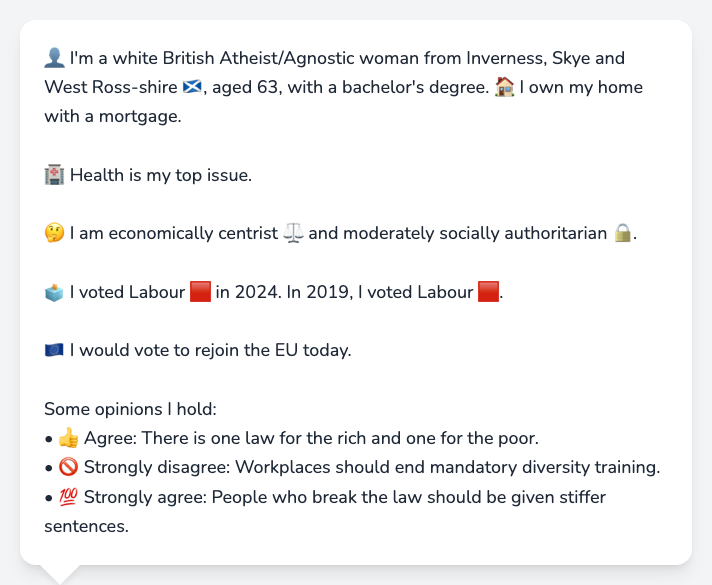 👤 I'm a white British Atheist/Agnostic woman from Inverness, Skye and
West Ross-shire 🏴󠁧󠁢󠁳󠁣󠁴󠁿, aged 63, with a bachelor's degree. 🏠 I own my home
with a mortgage.
🏥 Health is my top issue.
🤔 I am economically centrist ⚖️ and moderately socially authoritarian 🔒.
🗳️ I voted Labour 🟥 in 2024. In 2019, I voted Labour 🟥.
🇪🇺 I would vote to rejoin the EU today.
Some opinions I hold:
• 👍 Agree: There is one law for the rich and one for the poor.
• 🚫 Strongly disagree: Workplaces should end mandatory diversity training.
• 💯 Strongly agree: People who break the law should be given stiffer
sentences.